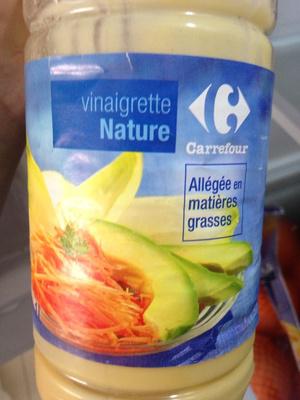 vinaigrette
Nature
Carrefour
Allégée en
matières
grasses